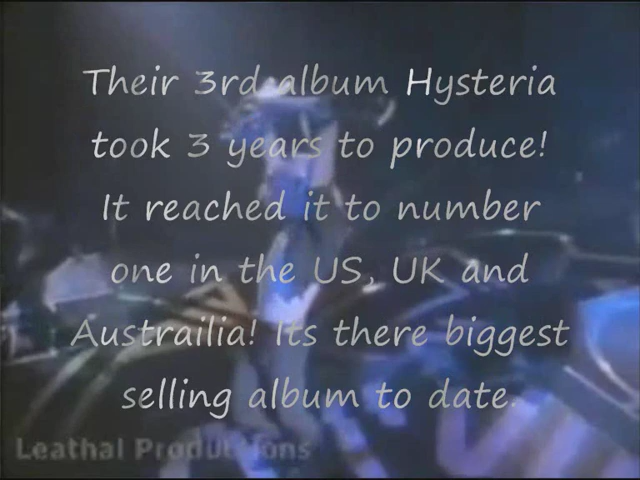 Their 3rd album Hysteria
took 3 years to produce!
It reached it to number
one in the US, UK and
Austrailia! Its there biggest
selling album to date.
Leathal Productions